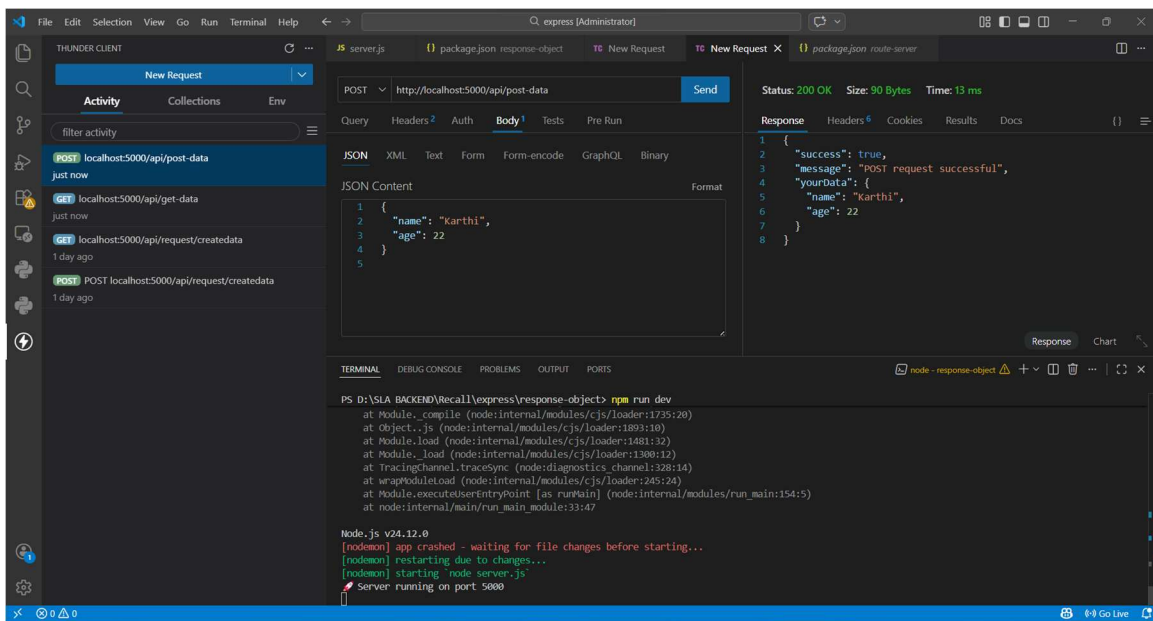 File Edit Selection View Go Run Terminal Help
express [Administrator]
THUNDER CLIENT
New Request
Activity Collections Env
filter activity
POST localhost:5000/api/post-data
just now
GET localhost:5000/api/get-data
just now
GET localhost:5000/api/request/createdata
1 day ago
POST POST localhost:5000/api/request/createdata
1 day ago
JS server.js {} package.json response-object TC New Request TC New Request {} package.json route-server
POST http://localhost:5000/api/post-data Send
Query Headers 2 Auth Body 1 Tests Pre Run
JSON XML Text Form Form-encode GraphQL Binary
JSON Content Format
1 {
2 "name": "Karthi",
3 "age": 22
4 }
5
Status: 200 OK Size: 90 Bytes Time: 13 ms
Response Headers 6 Cookies Results Docs {}
1 {
2 "success": true,
3 "message": "POST request successful",
4 "yourData": {
5 "name": "Karthi",
6 "age": 22
7 }
8 }
Response Chart
TERMINAL DEBUG CONSOLE PROBLEMS OUTPUT PORTS
node - response-object
PS D:\SLA BACKEND\Recall\express\response-object> npm run dev
at Module._compile (node:internal/modules/cjs/loader:1735:20)
at Object..js (node:internal/modules/cjs/loader:1893:10)
at Module.load (node:internal/modules/cjs/loader:1481:32)
at Module._load (node:internal/modules/cjs/loader:1300:12)
at TracingChannel.traceSync (node:diagnostics_channel:328:14)
at wrapModuleLoad (node:internal/modules/cjs/loader:245:24)
at Module.executeUserEntryPoint [as runMain] (node:internal/modules/run_main:154:5)
at node:internal/main/run_main_module:33:47
Node.js v24.12.0
[nodemon] app crashed - waiting for file changes before starting...
[nodemon] restarting due to changes...
[nodemon] starting `node server.js`
🚀 Server running on port 5000
1
0 0
Go Live